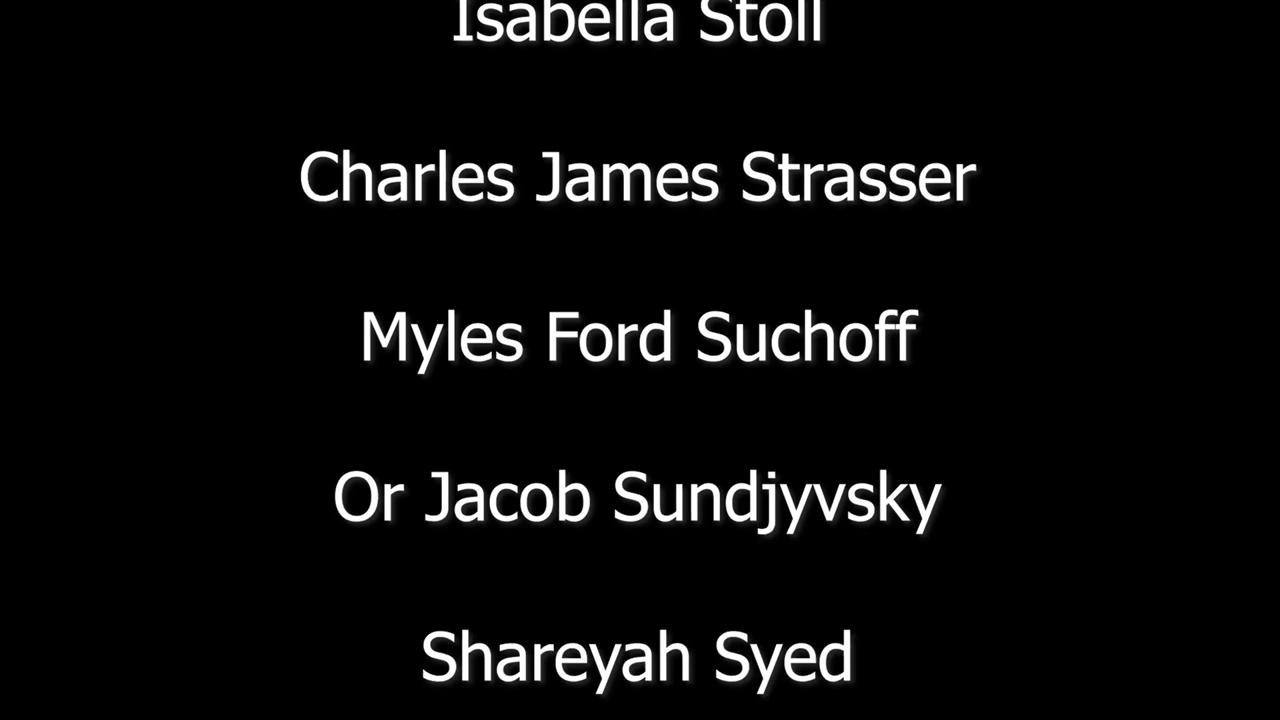 Isabella Stoll
Charles James Strasser
Myles Ford Suchoff
Or Jacob Sundjyvsky
Shareyah Syed